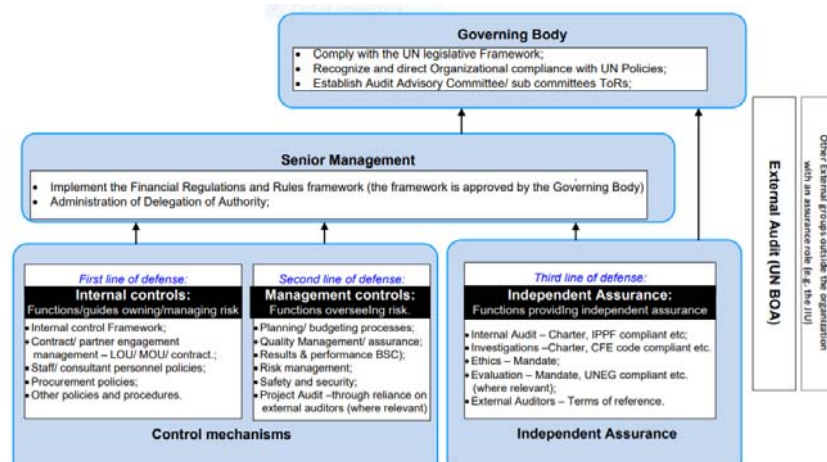 Governing Body
• Comply with the UN legislative Framework;
• Recognize and direct Organizational compliance with UN Policies;
• Establish Audit Advisory Committee/ sub committees ToRs;
Senior Management
• Implement the Financial Regulations and Rules framework (the framework is approved by the Governing Body)
• Administration of Delegation of Authority;
First line of defense:
Internal controls:
Functions/guides owning/managing risk
• Internal control Framework;
• Contract/ partner engagement
management – LOU/ MOU/ contract.;
• Staff/ consultant personnel policies;
• Procurement policies;
• Other policies and procedures.
Second line of defense:
Management controls:
Functions overseeing risk.
• Planning/ budgeting processes;
• Quality Management/ assurance;
• Results & performance BSC);
• Risk management;
• Safety and security;
• Project Audit –through reliance on
external auditors (where relevant)
Control mechanisms
Third line of defense:
Independent Assurance:
Functions providing independent assurance
• Internal Audit – Charter, IPPF compliant etc;
• Investigations –Charter, CFE code compliant etc.
• Ethics – Mandate;
• Evaluation – Mandate, UNEG compliant etc.
(where relevant);
• External Auditors – Terms of reference.
Independent Assurance
External Audit (UN BOA)
Other External groups outside the organization
with an assurance role (e.g. the JIU)